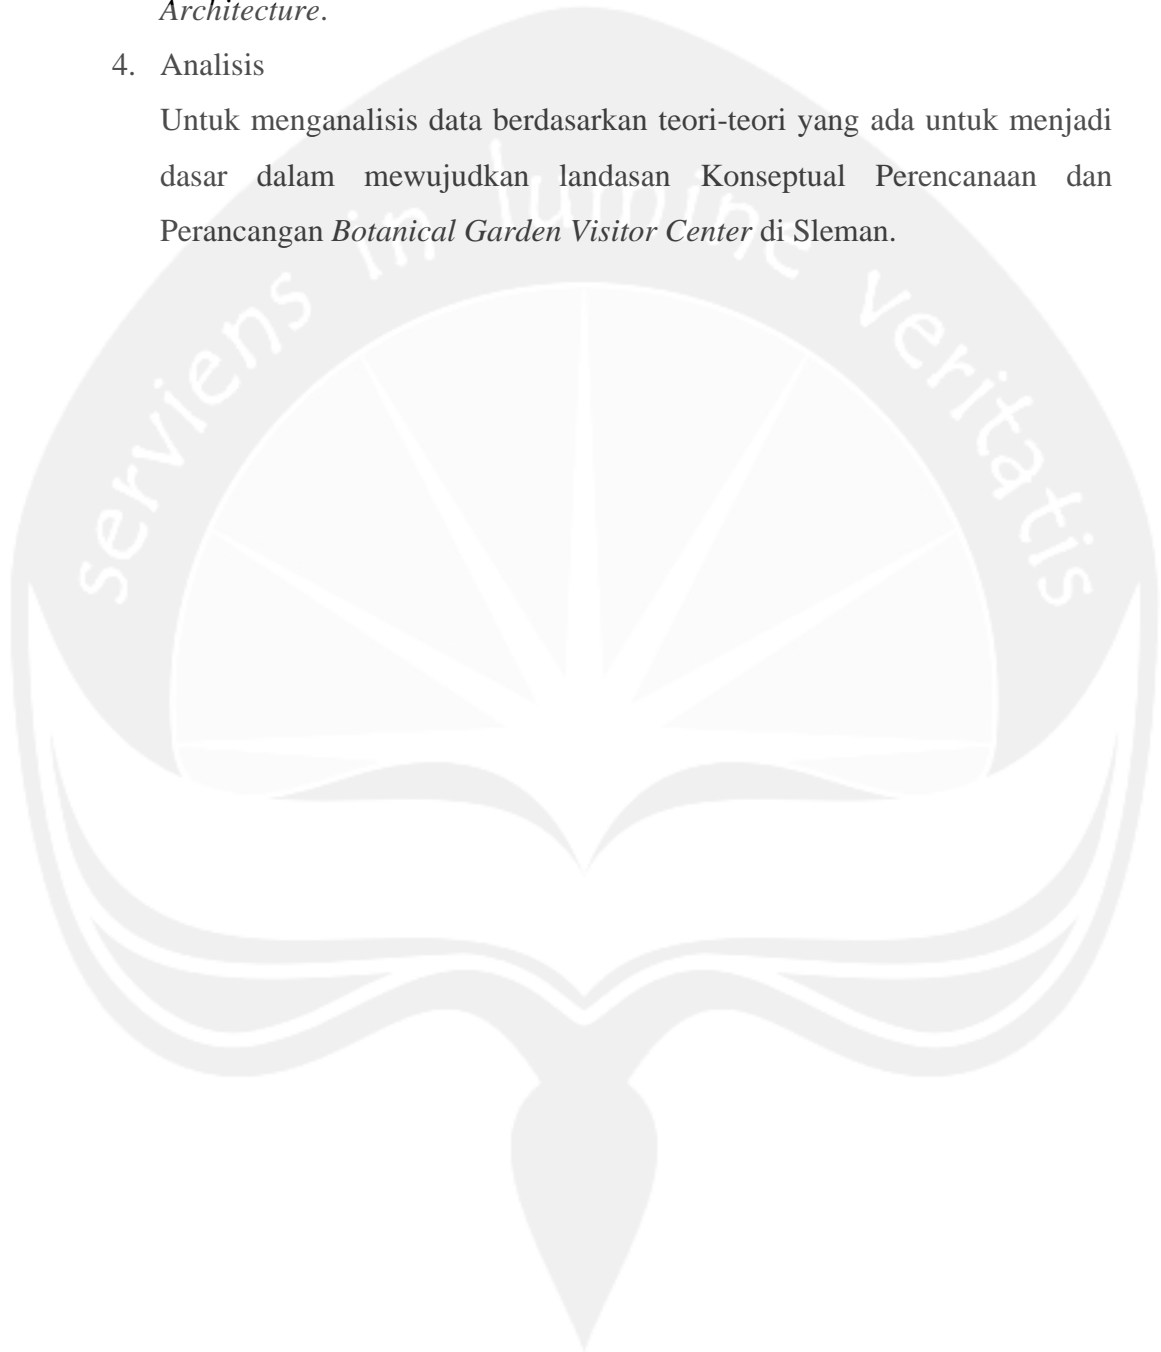 Architecture.
4. Analisis
Untuk menganalisis data berdasarkan teori-teori yang ada untuk menjadi
dasar dalam mewujudkan landasan Konseptual Perencanaan dan
Perancangan Botanical Garden Visitor Center di Sleman.
serviens in lumine veritatis